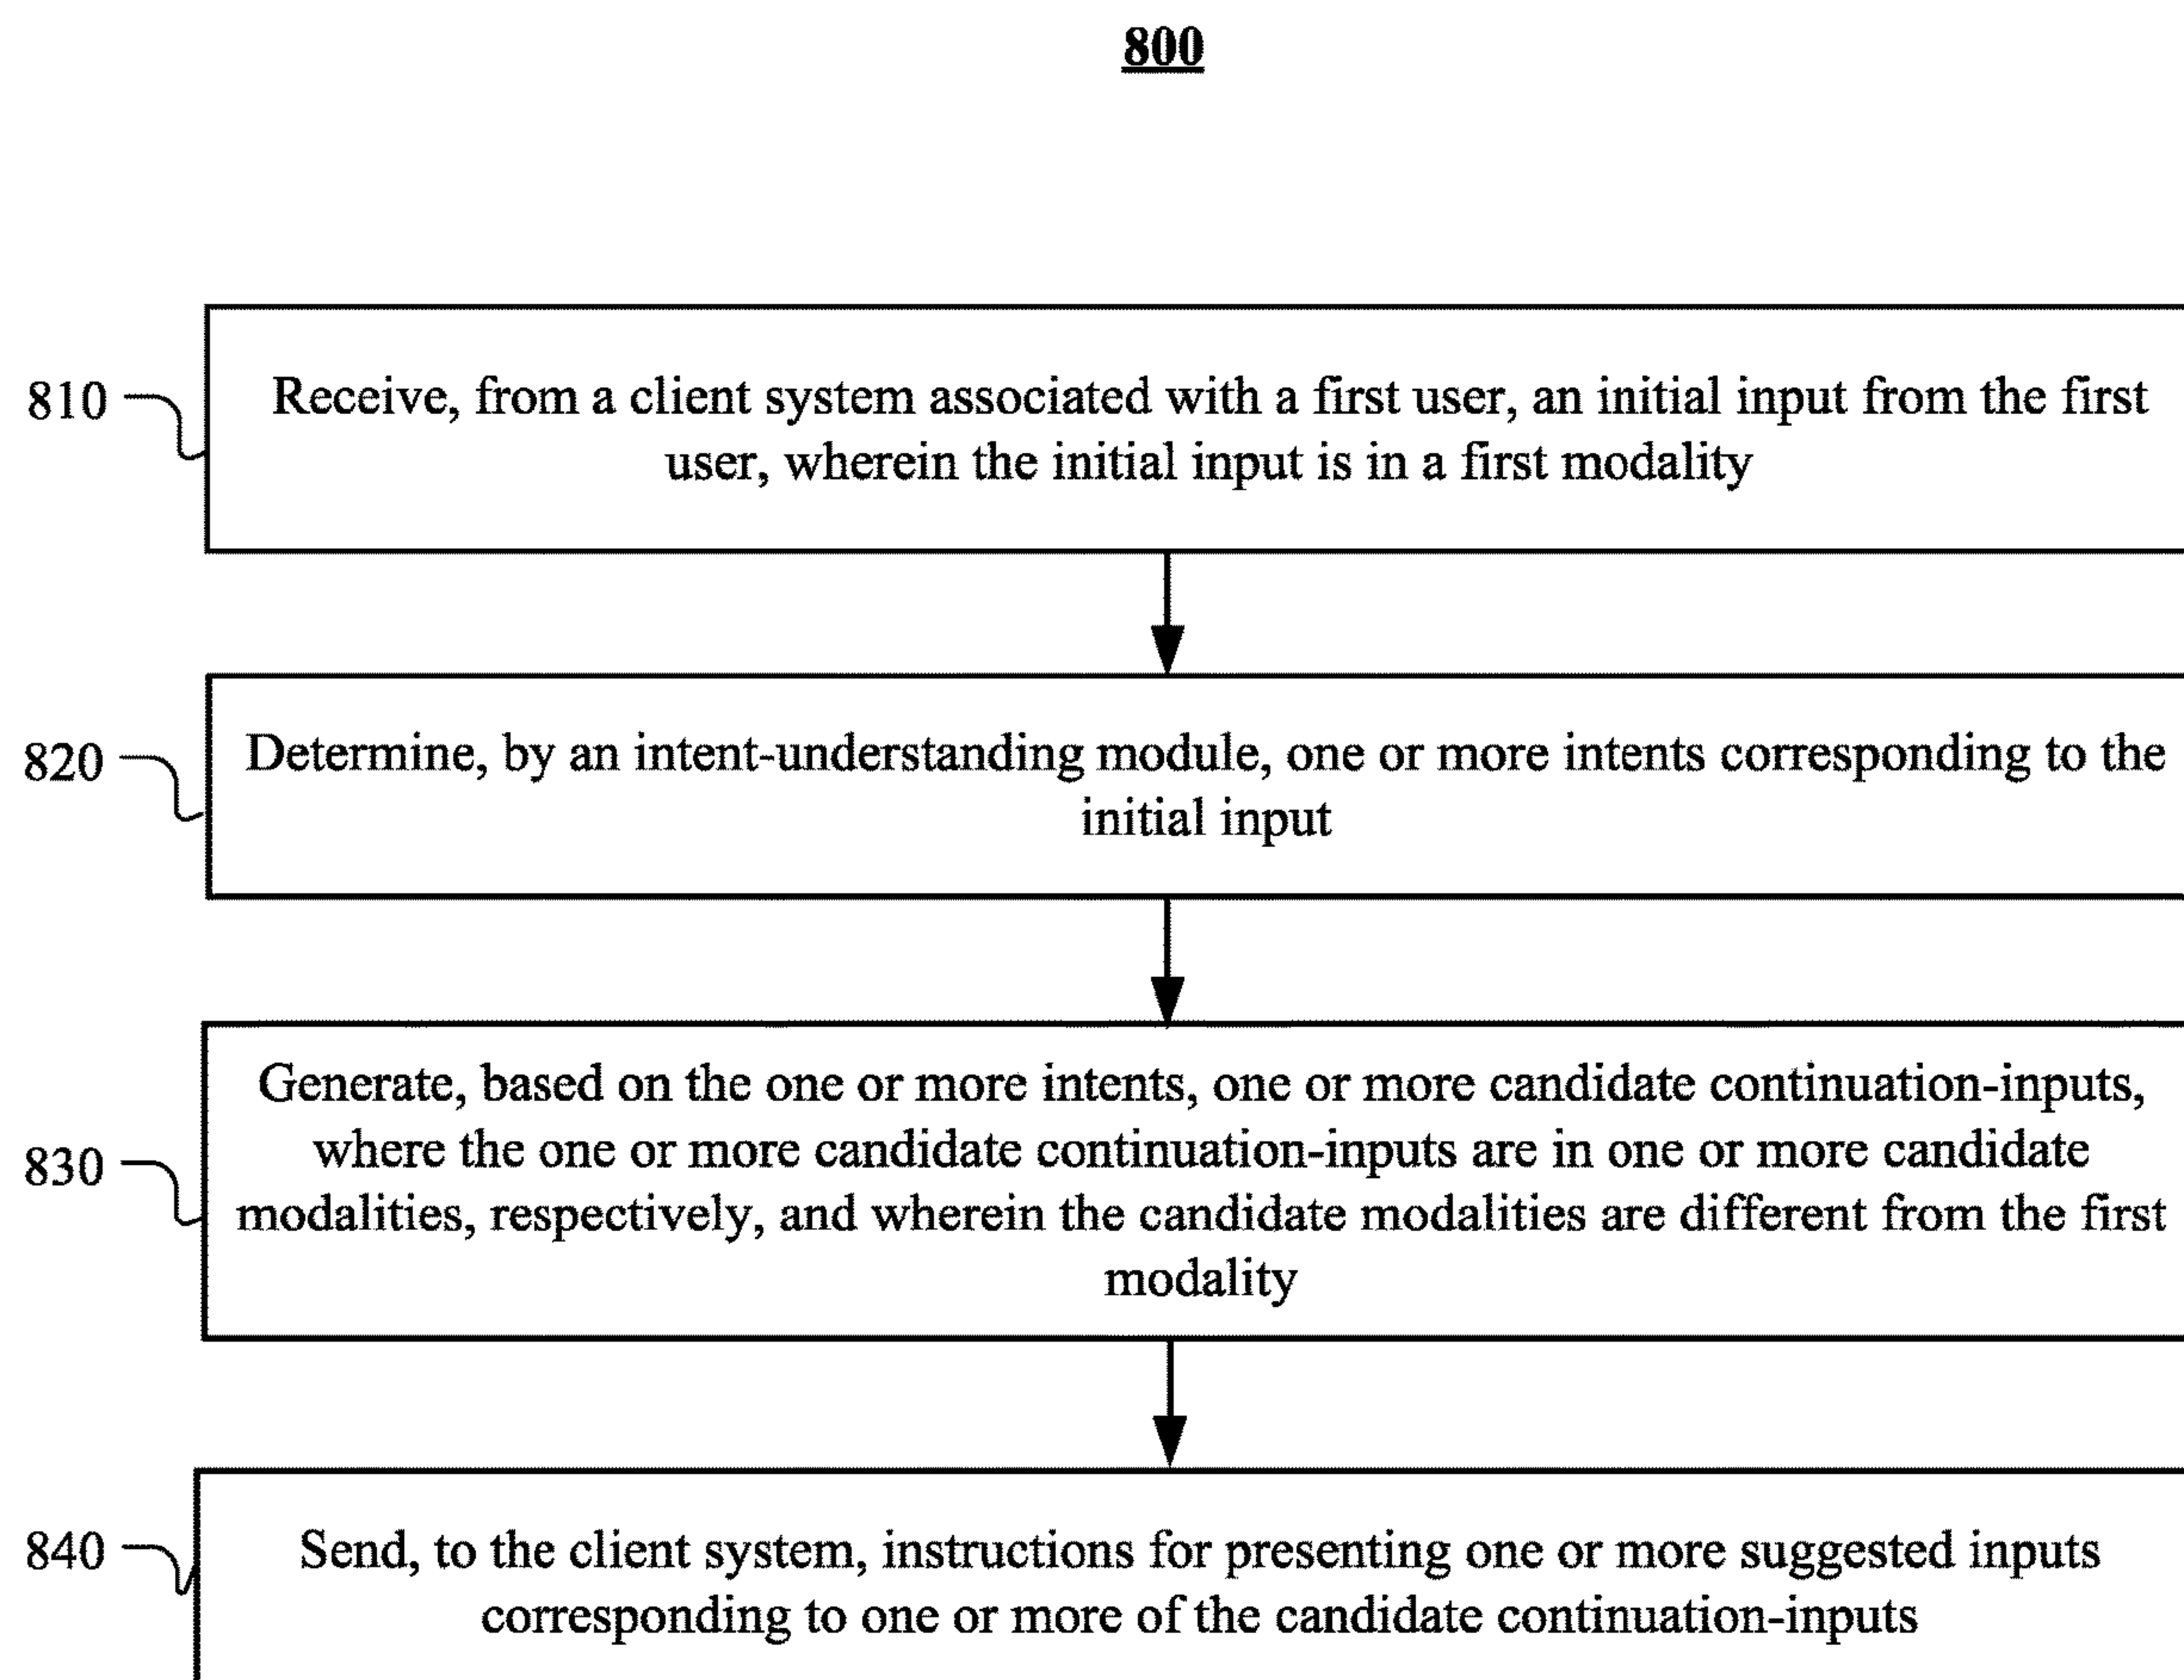 800
810
Receive, from a client system associated with a first user, an initial input from the first
user, wherein the initial input is in a first modality
820
Determine, by an intent-understanding module, one or more intents corresponding to the
initial input
830
Generate, based on the one or more intents, one or more candidate continuation-inputs,
where the one or more candidate continuation-inputs are in one or more candidate
modalities, respectively, and wherein the candidate modalities are different from the first
modality
840
Send, to the client system, instructions for presenting one or more suggested inputs
corresponding to one or more of the candidate continuation-inputs